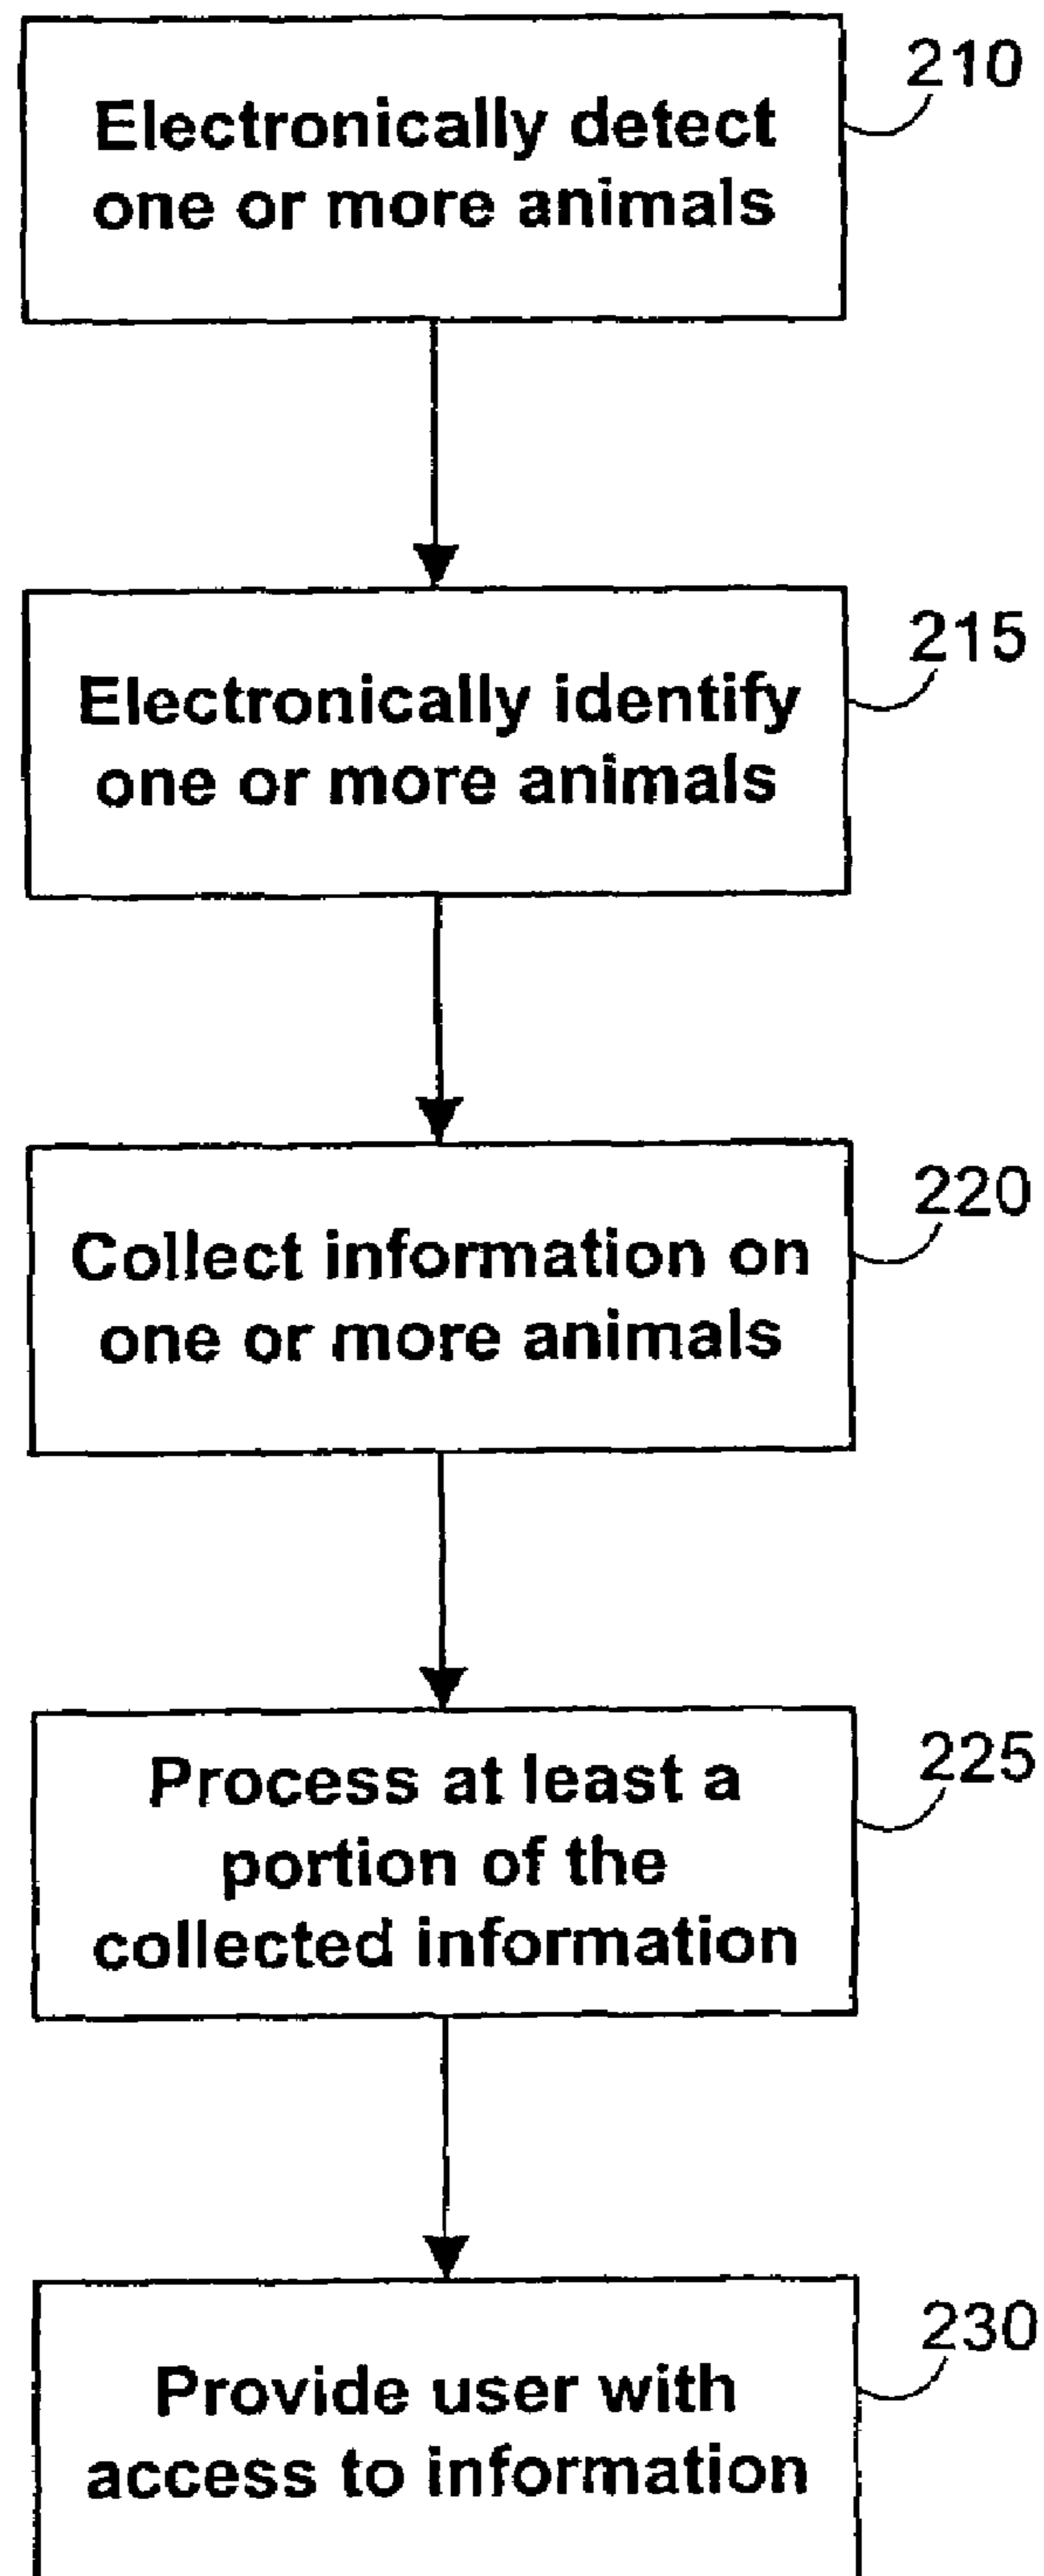 Electronically detect
one or more animals
210
Electronically identify
one or more animals
215
Collect information on
one or more animals
220
Process at least a
portion of the
collected information
225
Provide user with
access to information
230